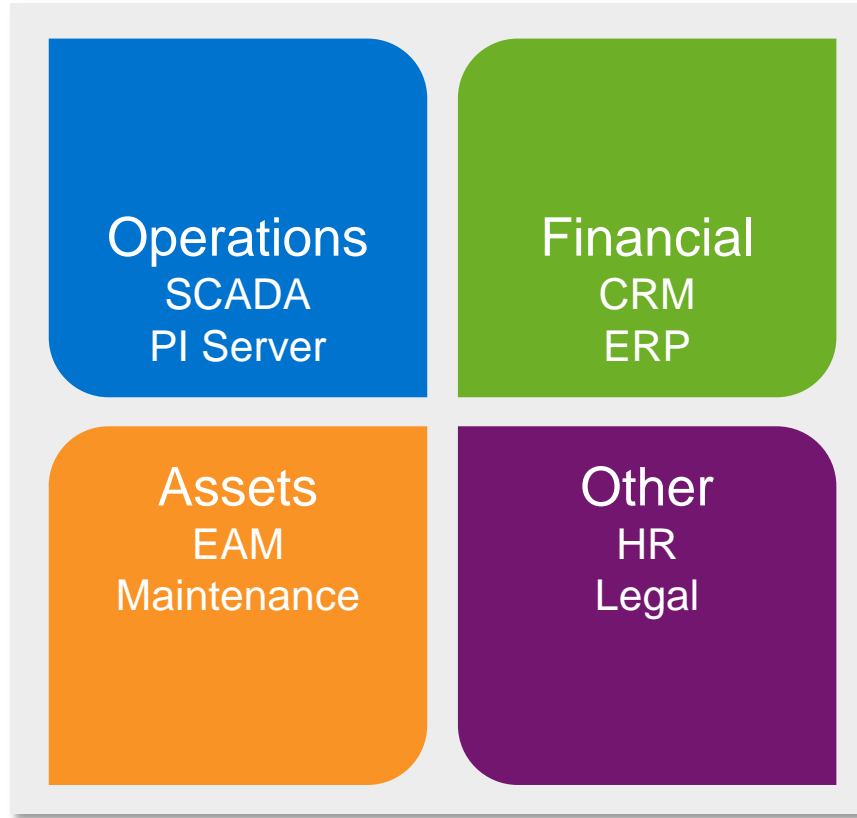 Operations
SCADA
PI Server
Financial
CRM
ERP
Assets
EAM
Maintenance
Other
HR
Legal